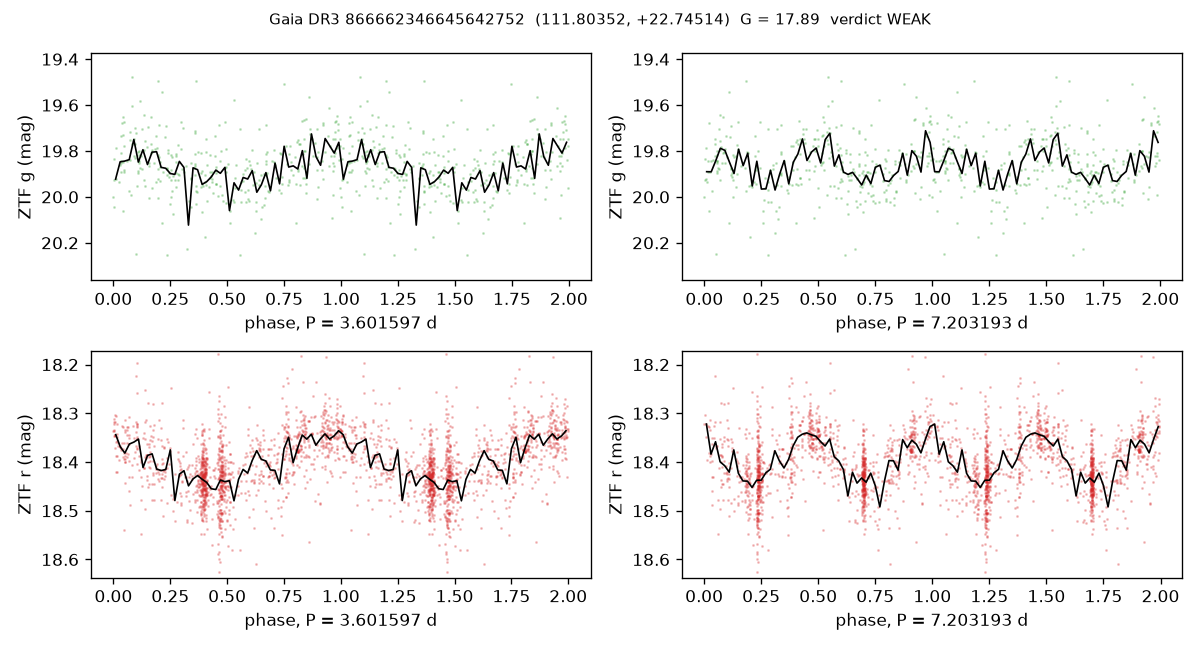 Gaia DR3 866662346645642752 (111.80352, +22.74514) G = 17.89 verdict WEAK
ZTF g (mag)
19.4
19.6
19.8
20.0
20.2
0.00 0.25 0.50 0.75 1.00 1.25 1.50 1.75 2.00
phase, P = 3.601597 d
ZTF g (mag)
19.4
19.6
19.8
20.0
20.2
0.00 0.25 0.50 0.75 1.00 1.25 1.50 1.75 2.00
phase, P = 7.203193 d
ZTF r (mag)
18.2
18.3
18.4
18.5
18.6
0.00 0.25 0.50 0.75 1.00 1.25 1.50 1.75 2.00
phase, P = 3.601597 d
ZTF r (mag)
18.2
18.3
18.4
18.5
18.6
0.00 0.25 0.50 0.75 1.00 1.25 1.50 1.75 2.00
phase, P = 7.203193 d